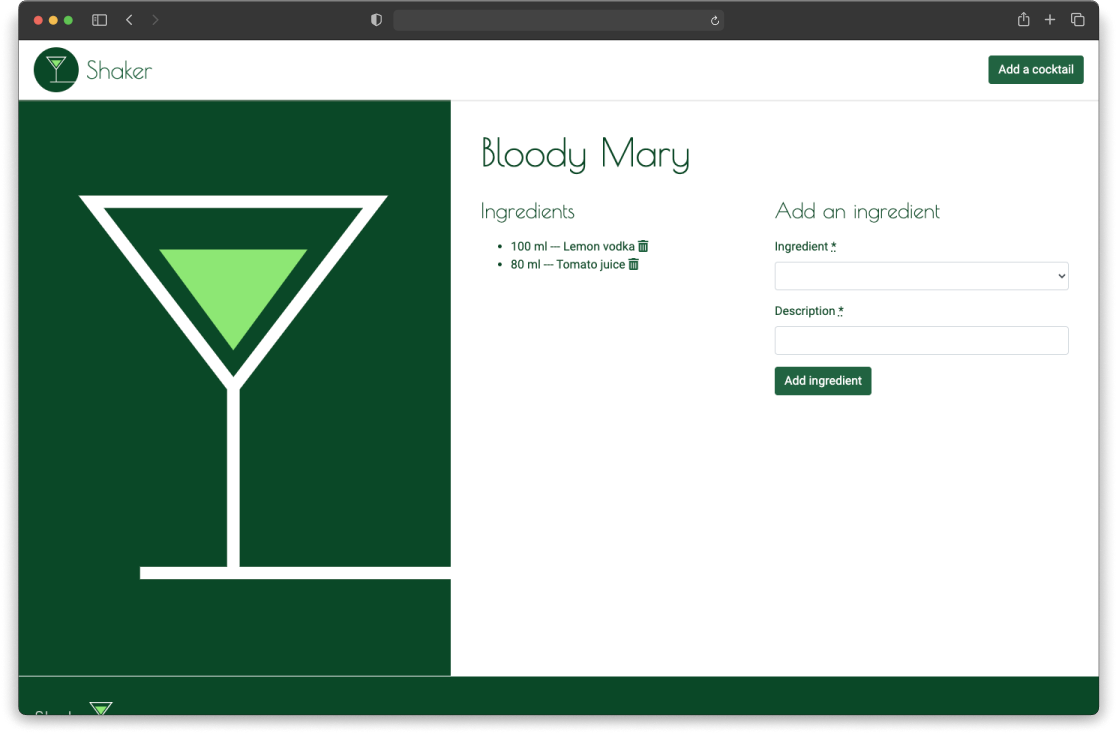 Shaker
Add a cocktail
Bloody Mary
Ingredients
100 ml --- Lemon vodka
80 ml --- Tomato juice
Add an ingredient
Ingredient *
Description *
Add ingredient